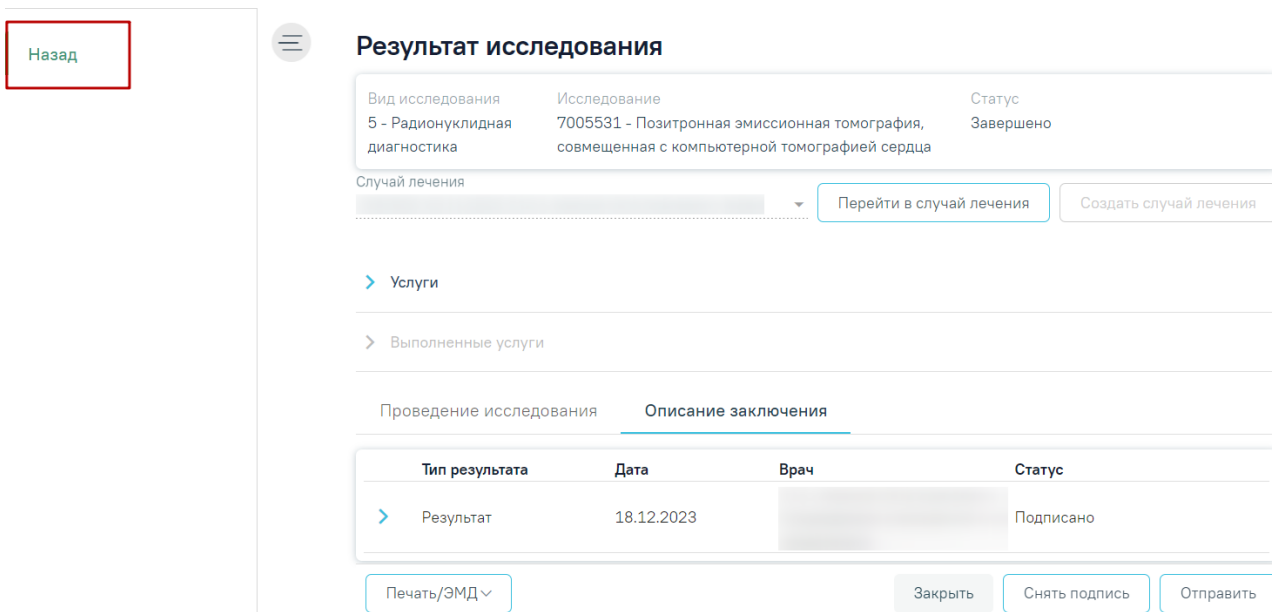 Назад
Результат исследования
Вид исследования Исследование Статус
5 - Радионуклидная 7005531 - Позитронная эмиссионная томография, Завершено
диагностика совмещенная с компьютерной томографией сердца
Случай лечения
Перейти в случай лечения Создать случай лечения
Услуги
Выполненные услуги
Проведение исследования Описание заключения
Тип результата Дата Врач Статус
Результат 18.12.2023 Подписано
Печать/ЭМД Закрыть Снять подпись Отправить